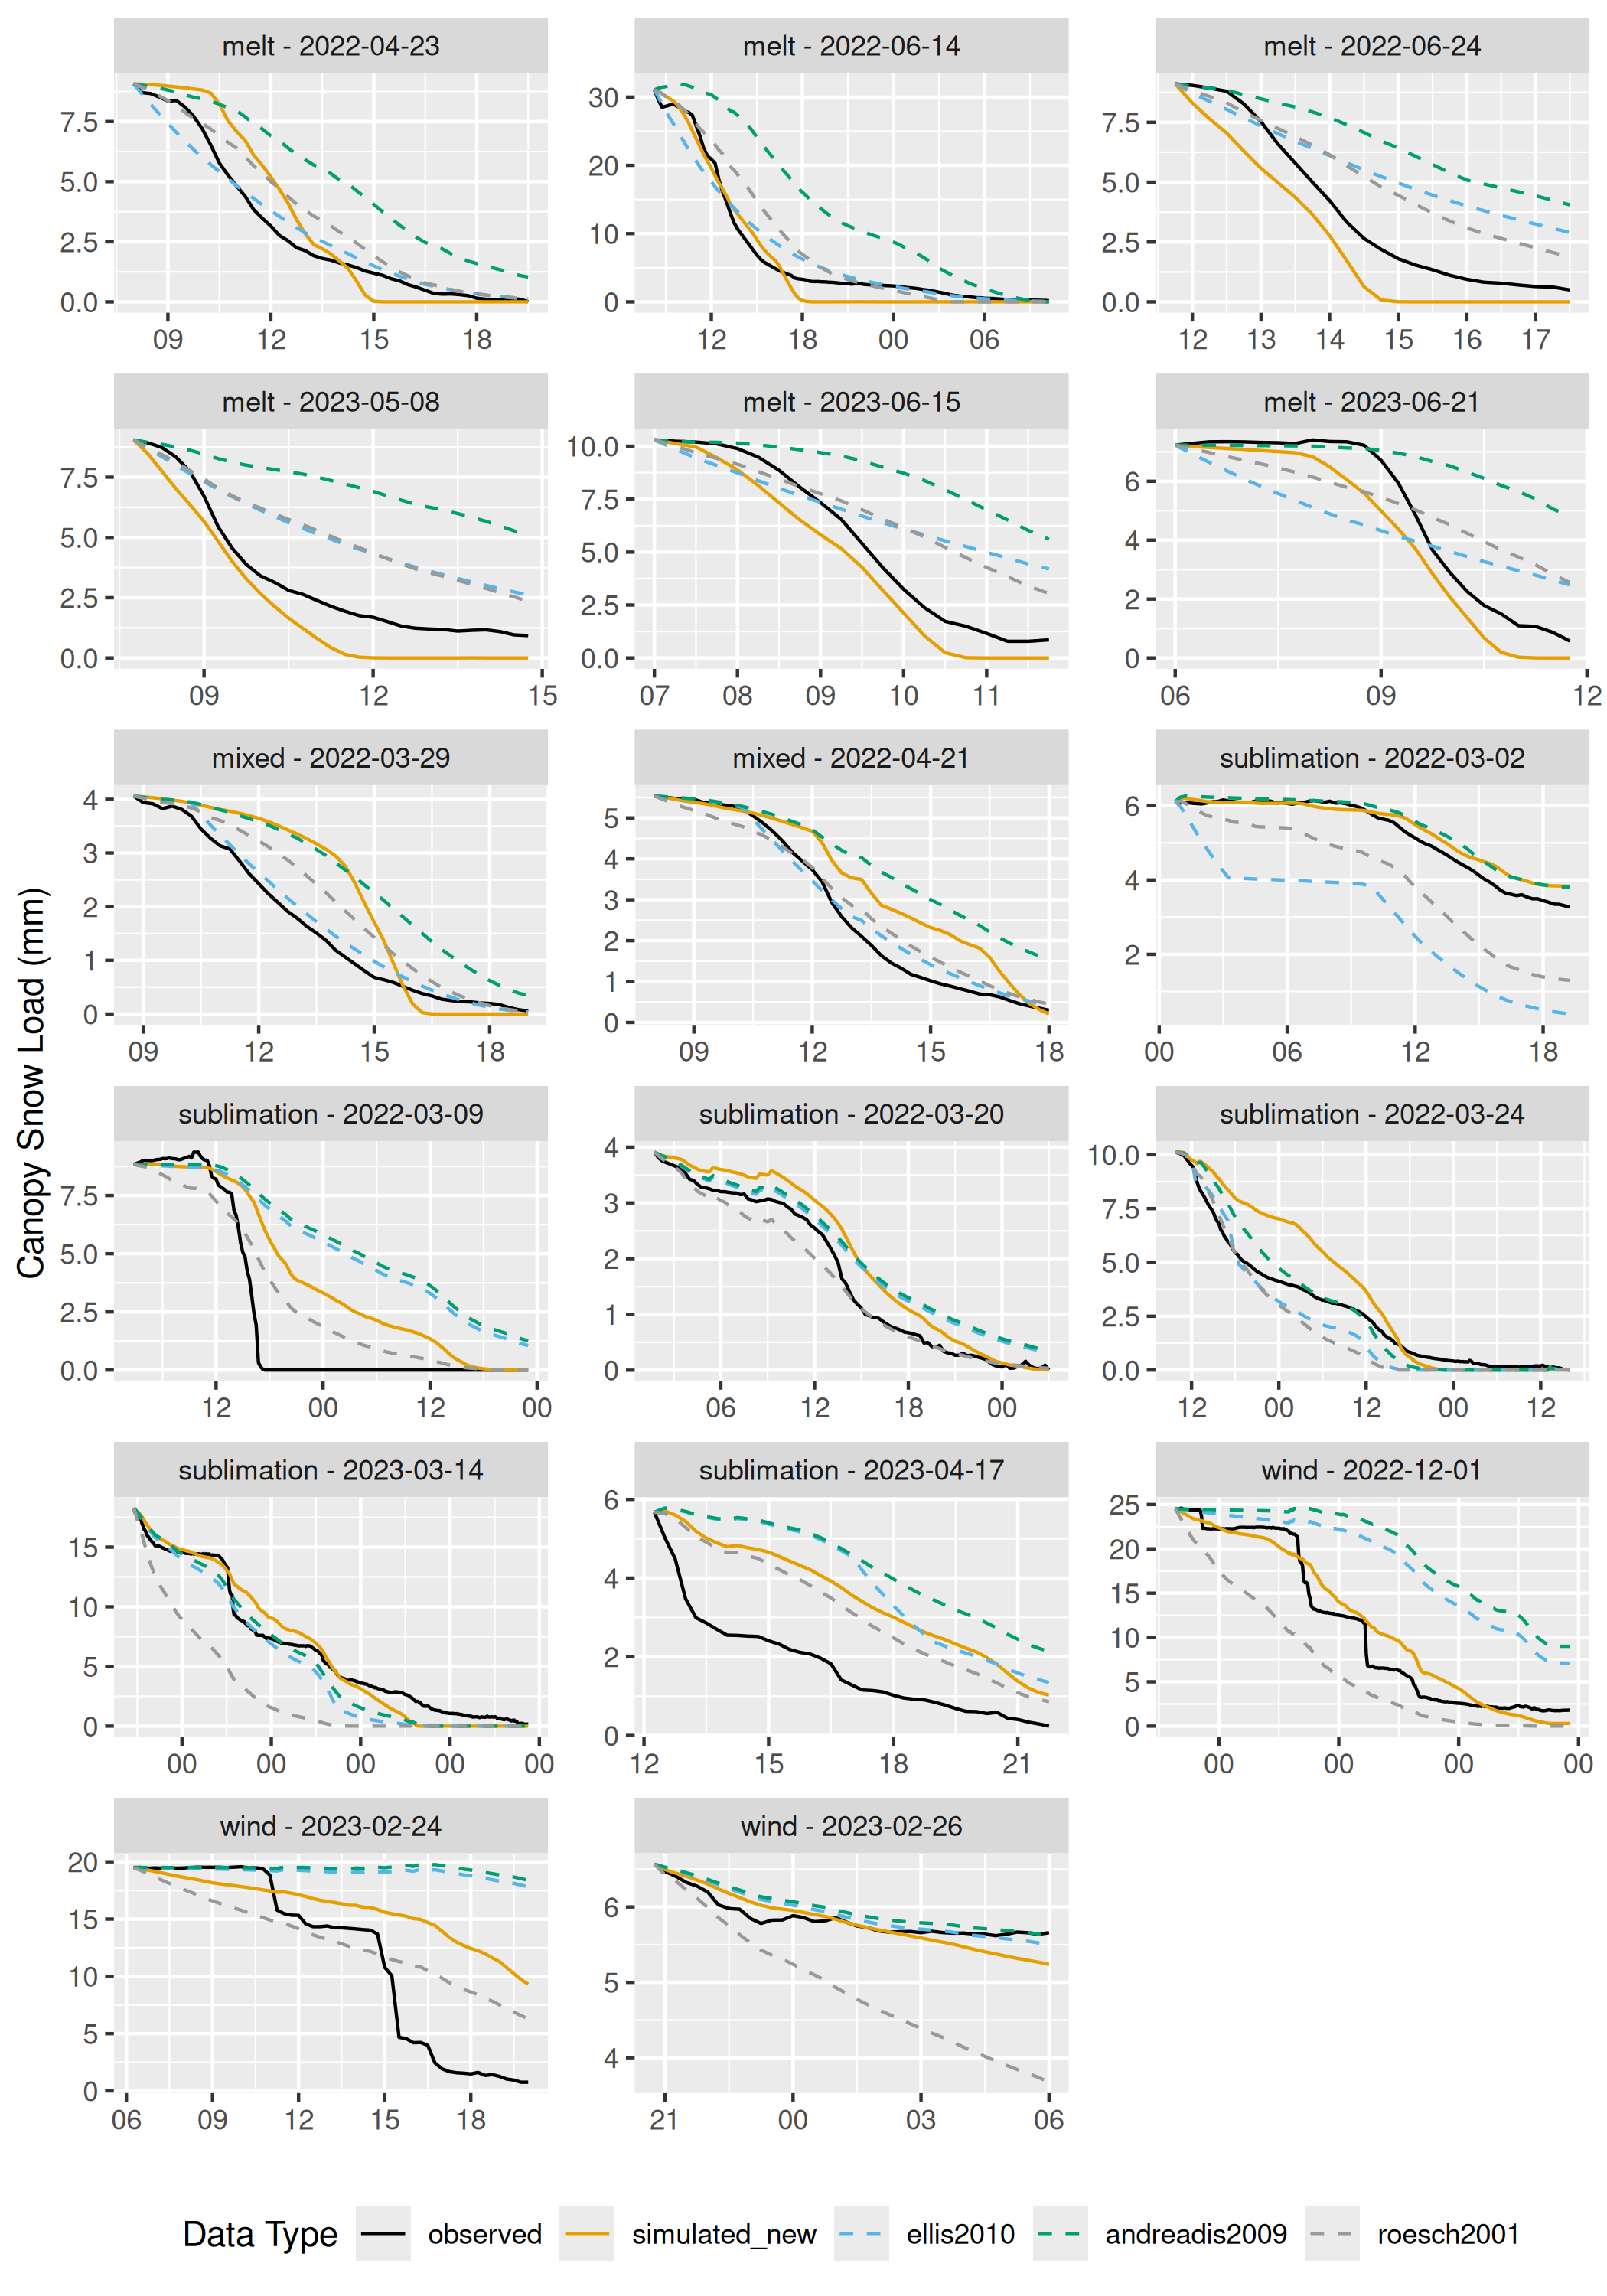 melt - 2022-04-23
melt - 2022-06-14
melt - 2022-06-24
7.5
5.0
2.5
0.0
09 12 15 18
30
20
10
0
12 18 00 06
7.5
5.0
2.5
0.0
12 13 14 15 16 17
melt - 2023-05-08
melt - 2023-06-15
melt - 2023-06-21
7.5
5.0
2.5
0.0
09 12 15
10.0
7.5
5.0
2.5
0.0
07 08 09 10 11
6
4
2
0
06 09 12
mixed - 2022-03-29
mixed - 2022-04-21
sublimation - 2022-03-02
4
3
2
1
0
09 12 15 18
5
4
3
2
1
0
09 12 15 18
6
4
2
00 06 12 18
Canopy Snow Load (mm)
sublimation - 2022-03-09
sublimation - 2022-03-20
sublimation - 2022-03-24
7.5
5.0
2.5
0.0
12 00 12 00
4
3
2
1
0
06 12 18 00
10.0
7.5
5.0
2.5
0.0
12 00 12 00 12
sublimation - 2023-03-14
sublimation - 2023-04-17
wind - 2022-12-01
15
10
5
0
00 00 00 00 00
6
4
2
0
12 15 18 21
25
20
15
10
5
0
00 00 00 00
wind - 2023-02-24
wind - 2023-02-26
20
15
10
5
0
06 09 12 15 18
6
5
4
21 00 03 06
Data Type observed simulated_new ellis2010 andreadis2009 roesch2001